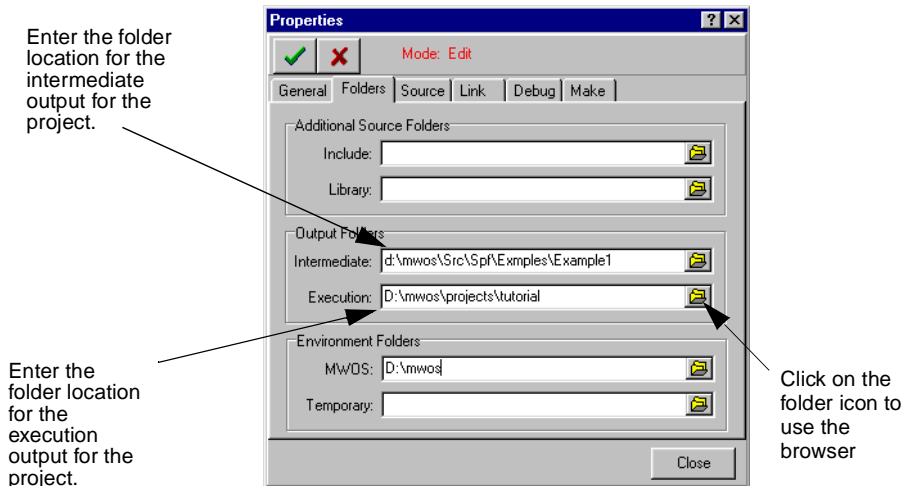 Enter the folder
location for the
intermediate
output for the
project.
Properties
Mode: Edit
General Folders Source Link Debug Make
Additional Source Folders
Include:
Library:
Output Folders
Intermediate: d:\mwos\Src\Spf\Exmples\Example1
Execution: D:\mwos\projects\tutorial
Environment Folders
MWOS: D:\mwos
Temporary:
Close
Enter the
folder location
for the
execution
output for the
project.
Click on the
folder icon to
use the
browser